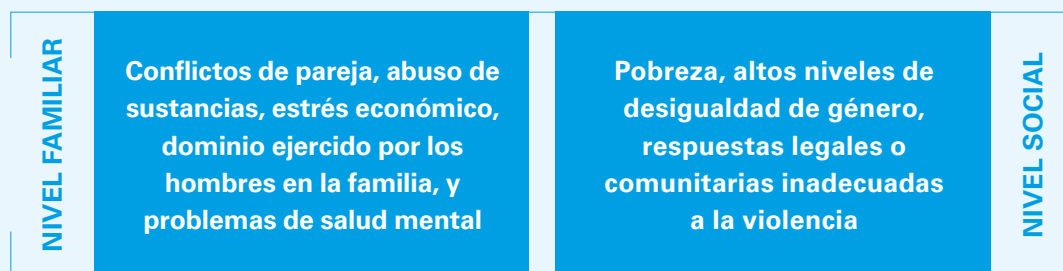 NIVEL FAMILIAR
Conflictos de pareja, abuso de
sustancias, estrés económico,
dominio ejercido por los
hombres en la familia, y
problemas de salud mental
Pobreza, altos niveles de
desigualdad de género,
respuestas legales o
comunitarias inadecuadas
a la violencia
NIVEL SOCIAL